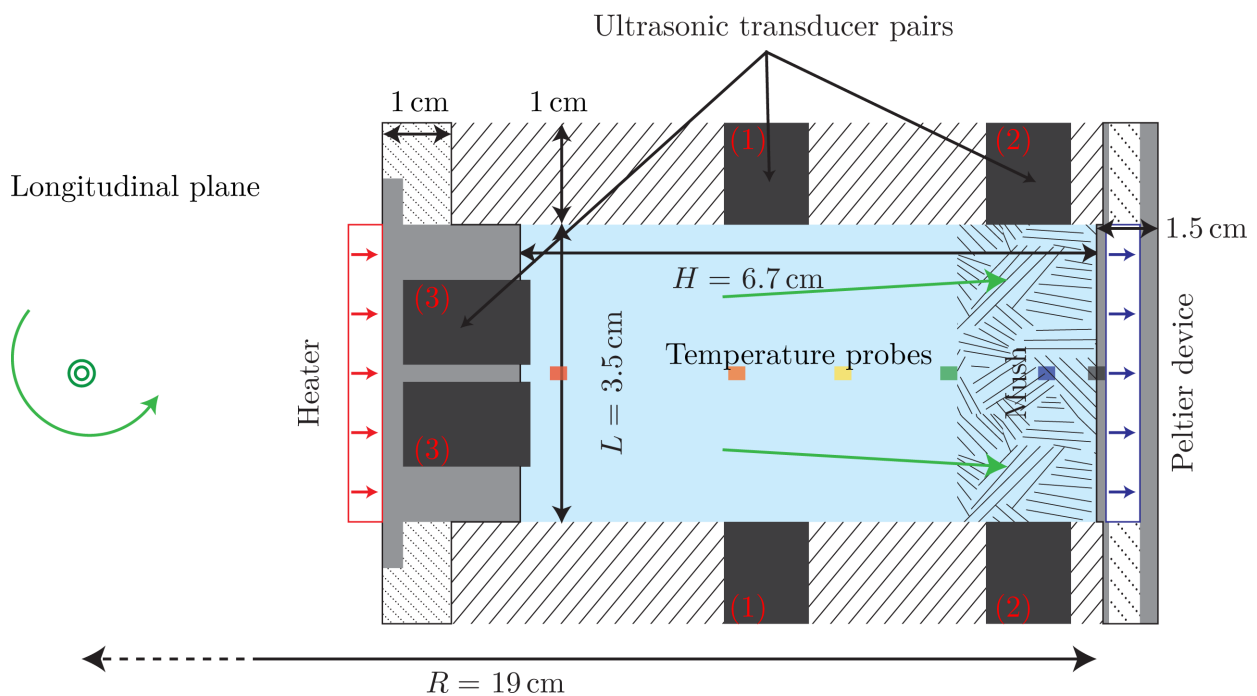 Ultrasonic transducer pairs
1 cm
1 cm
(1)
(2)
Longitudinal plane
1.5 cm
H = 6.7 cm
(3)
Temperature probes
Heater
L = 3.5 cm
Mush
Peltier device
(3)
(1)
(2)
R = 19 cm